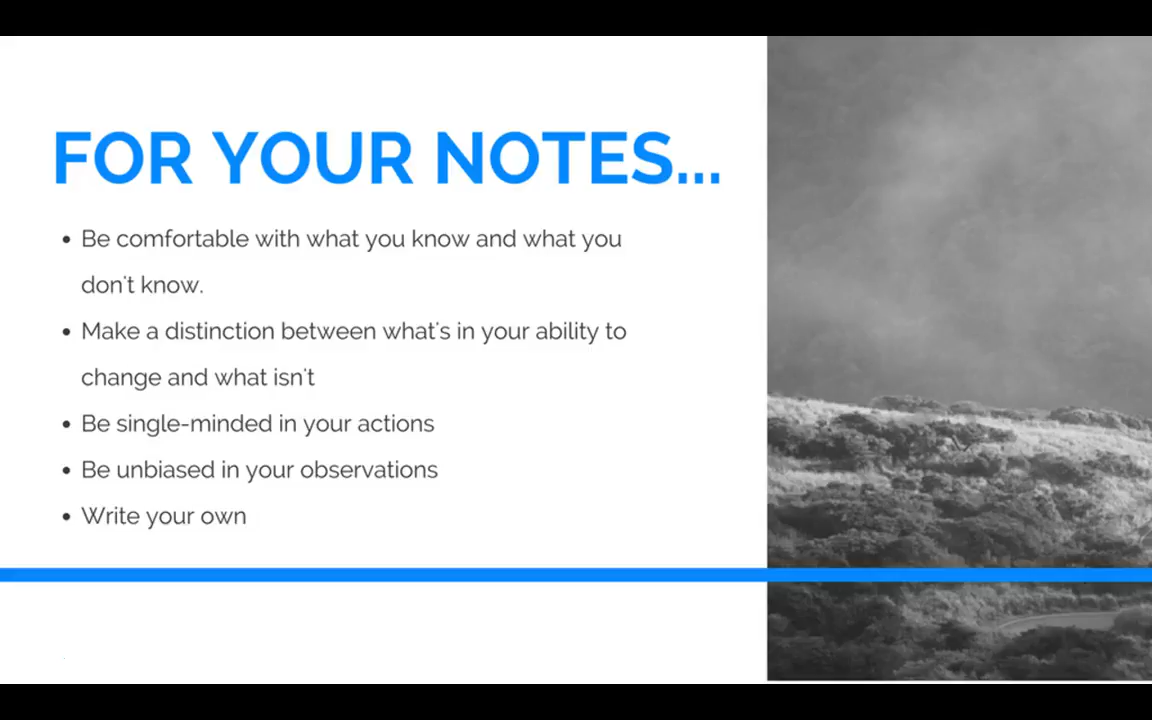 FOR YOUR NOTES...
• Be comfortable with what you know and what you
don't know.
• Make a distinction between what's in your ability to
change and what isn't
• Be single-minded in your actions
• Be unbiased in your observations
• Write your own